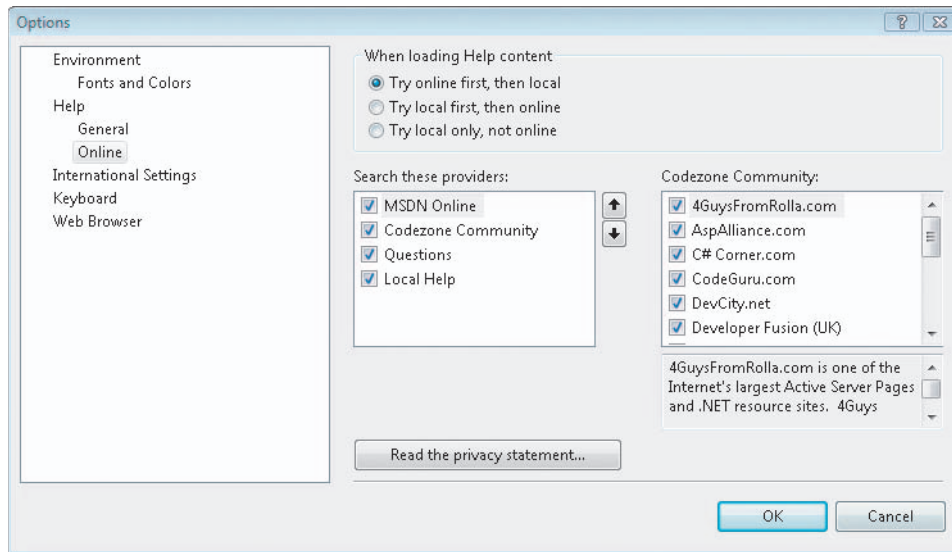 Options
Environment
Fonts and Colors
Help
General
Online
International Settings
Keyboard
Web Browser
When loading Help content
Try online first, then local
Try local first, then online
Try local only, not online
Search these providers:
MSDN Online
Codezone Community
Questions
Local Help
Codezone Community:
4GuysFromRolla.com
AspAlliance.com
C# Corner.com
CodeGuru.com
DevCity.net
Developer Fusion (UK)
4GuysFromRolla.com is one of the
Internet's largest Active Server Pages
and .NET resource sites.  4Guys
Read the privacy statement...
OK
Cancel